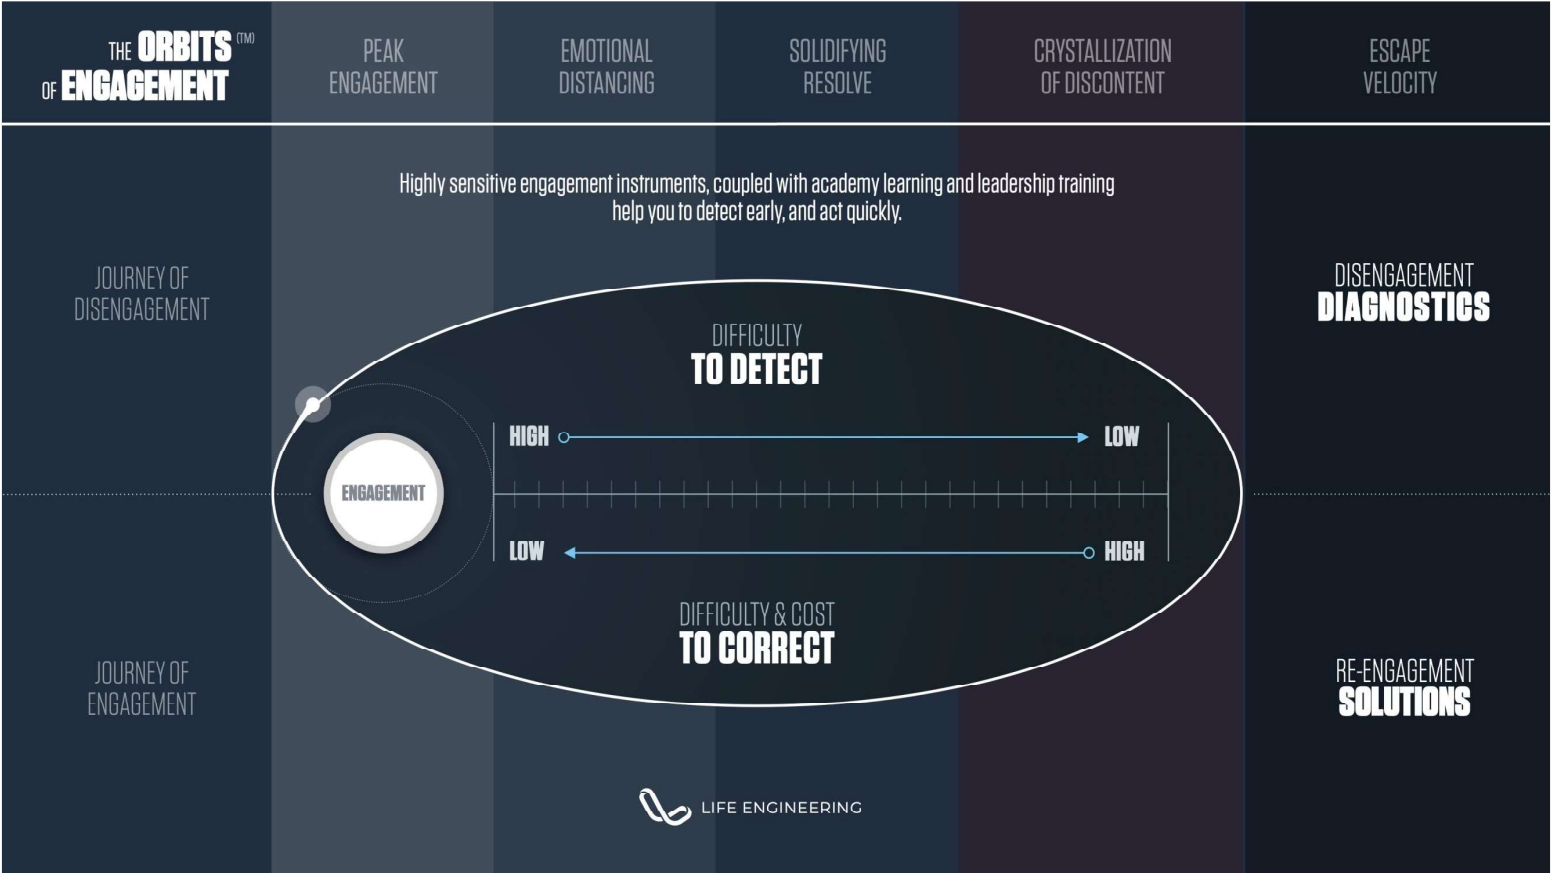 THE ORBITS (TM)
OF ENGAGEMENT
PEAK
ENGAGEMENT
EMOTIONAL
DISTANCING
SOLIDIFYING
RESOLVE
CRYSTALLIZATION
OF DISCONTENT
ESCAPE
VELOCITY
Highly sensitive engagement instruments, coupled with academy learning and leadership training
help you to detect early, and act quickly.
JOURNEY OF
DISENGAGEMENT
DISENGAGEMENT
DIAGNOSTICS
DIFFICULTY
TO DETECT
HIGH
LOW
ENGAGEMENT
LOW
HIGH
DIFFICULTY & COST
TO CORRECT
JOURNEY OF
ENGAGEMENT
RE-ENGAGEMENT
SOLUTIONS
LIFE ENGINEERING